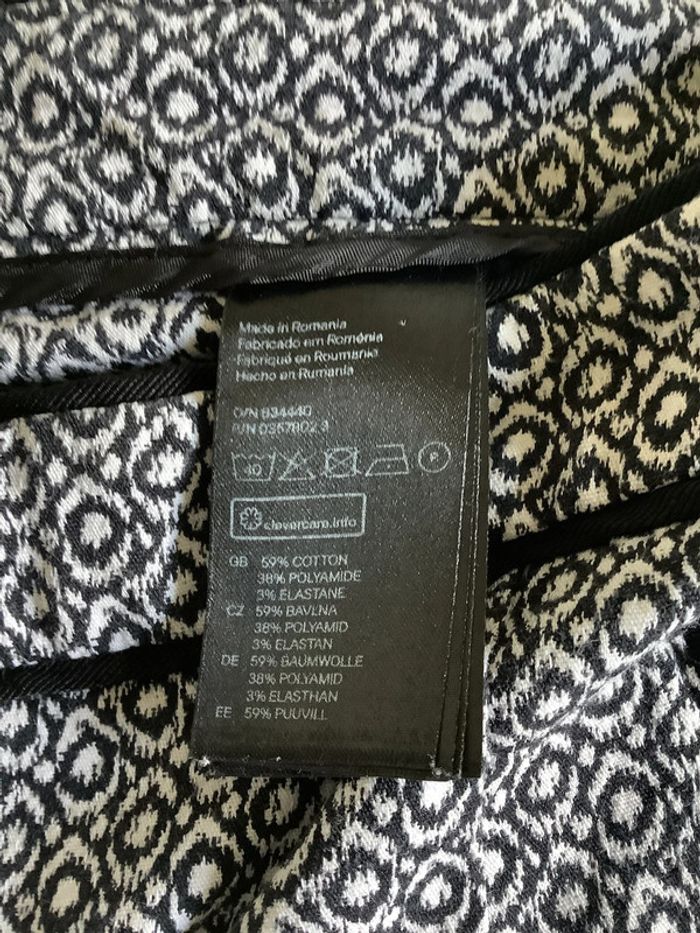 Made in Romania
Fabricado em Roménia
Fabriqué en Roumanie
Hecho en Rumanía
O/N 934440
P/N 0357802 3
40
P
clevercare.info
GB 59% COTTON
38% POLYAMIDE
3% ELASTANE
CZ 59% BAVLNA
38% POLYAMID
3% ELASTAN
DE 59% BAUMWOLLE
38% POLYAMID
3% ELASTHAN
EE 59% PUUVILL